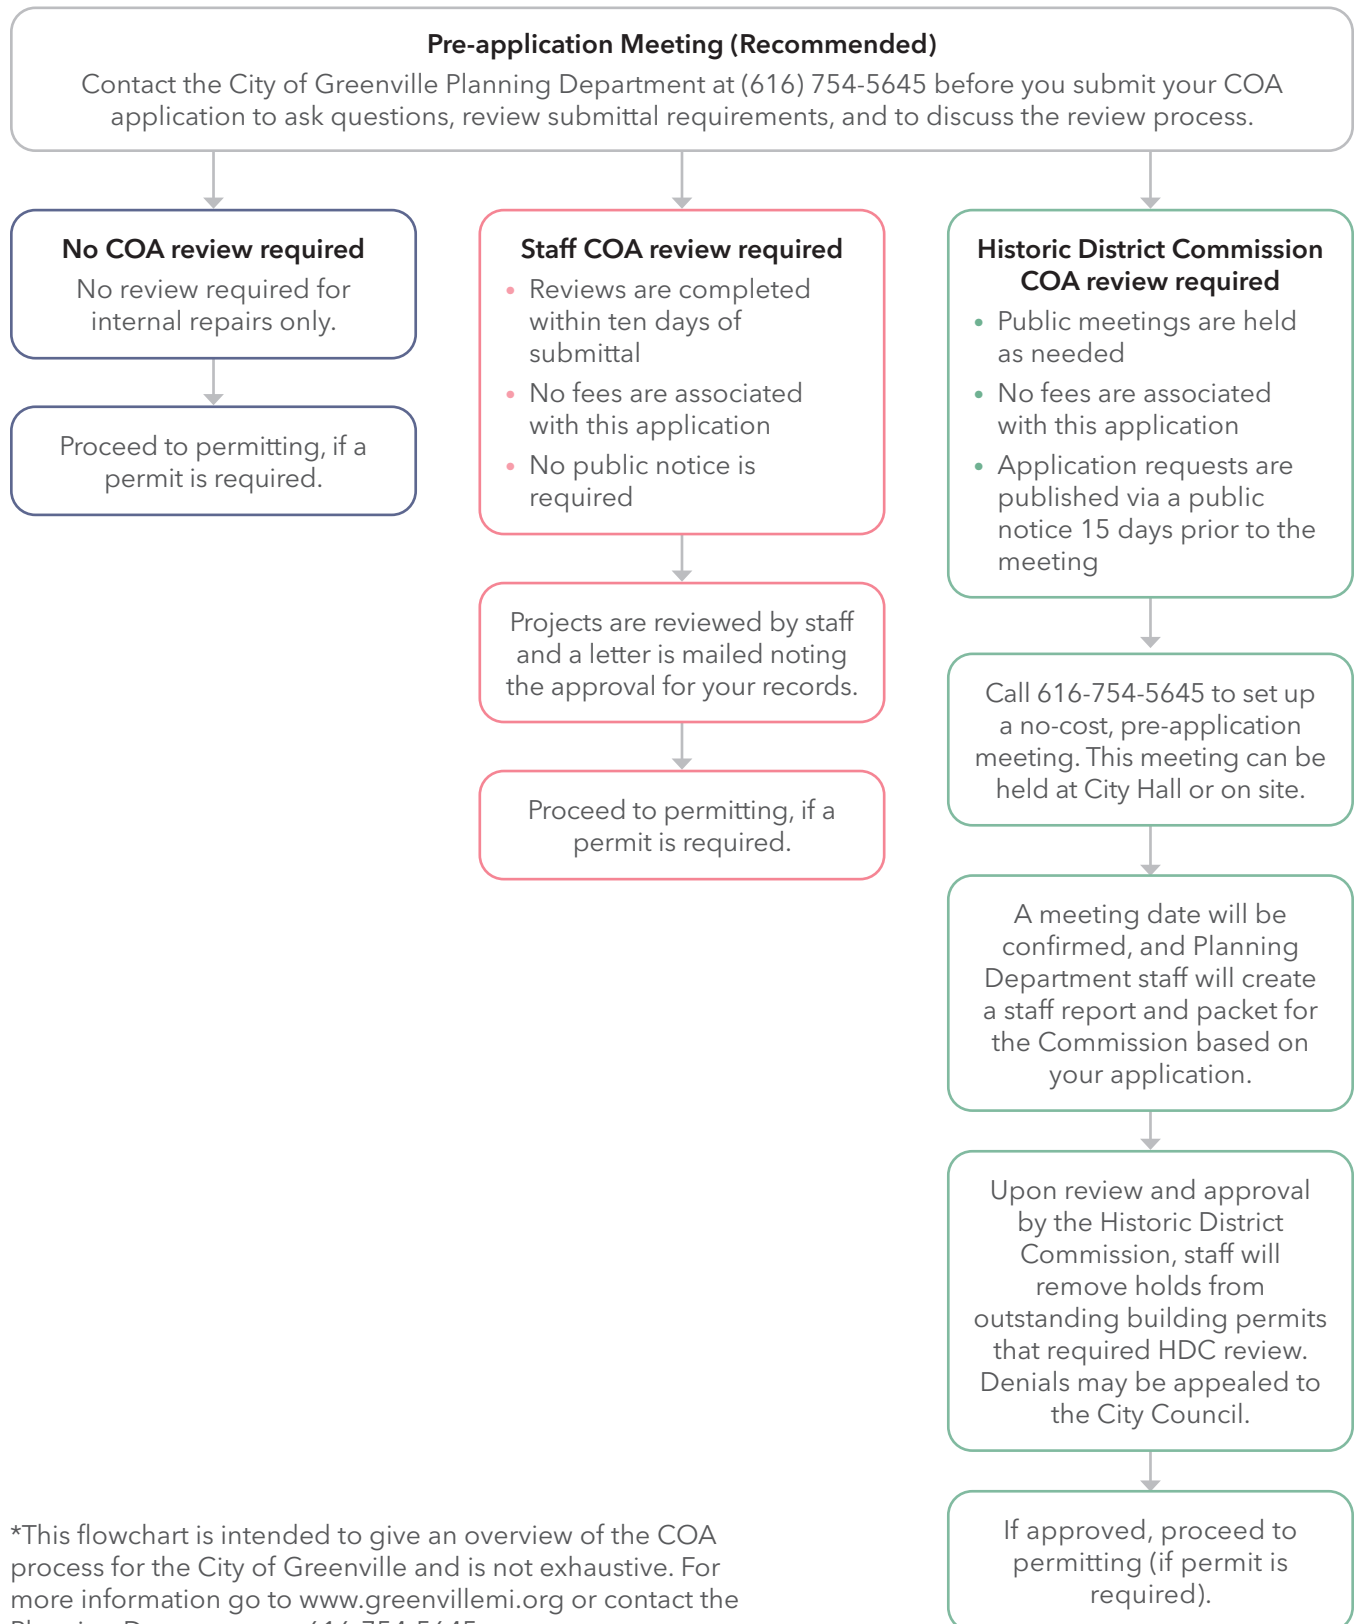 Pre-application Meeting (Recommended)
Contact the City of Greenville Planning Department at (616) 754-5645 before you submit your COA
application to ask questions, review submittal requirements, and to discuss the review process.
No COA review required
No review required for
internal repairs only.
Proceed to permitting, if a
permit is required.
Staff COA review required
• Reviews are completed
within ten days of
submittal
• No fees are associated
with this application
• No public notice is
required
Projects are reviewed by staff
and a letter is mailed noting
the approval for your records.
Proceed to permitting, if a
permit is required.
Historic District Commission
COA review required
• Public meetings are held
as needed
• No fees are associated
with this application
• Application requests are
published via a public
notice 15 days prior to the
meeting
Call 616-754-5645 to set up
a no-cost, pre-application
meeting. This meeting can be
held at City Hall or on site.
A meeting date will be
confirmed, and Planning
Department staff will create
a staff report and packet for
the Commission based on
your application.
Upon review and approval
by the Historic District
Commission, staff will
remove holds from
outstanding building permits
that required HDC review.
Denials may be appealed to
the City Council.
If approved, proceed to
permitting (if permit is
required).
*This flowchart is intended to give an overview of the COA
process for the City of Greenville and is not exhaustive. For
more information go to www.greenvillemi.org or contact the
Planning Department at 616-754-5645.